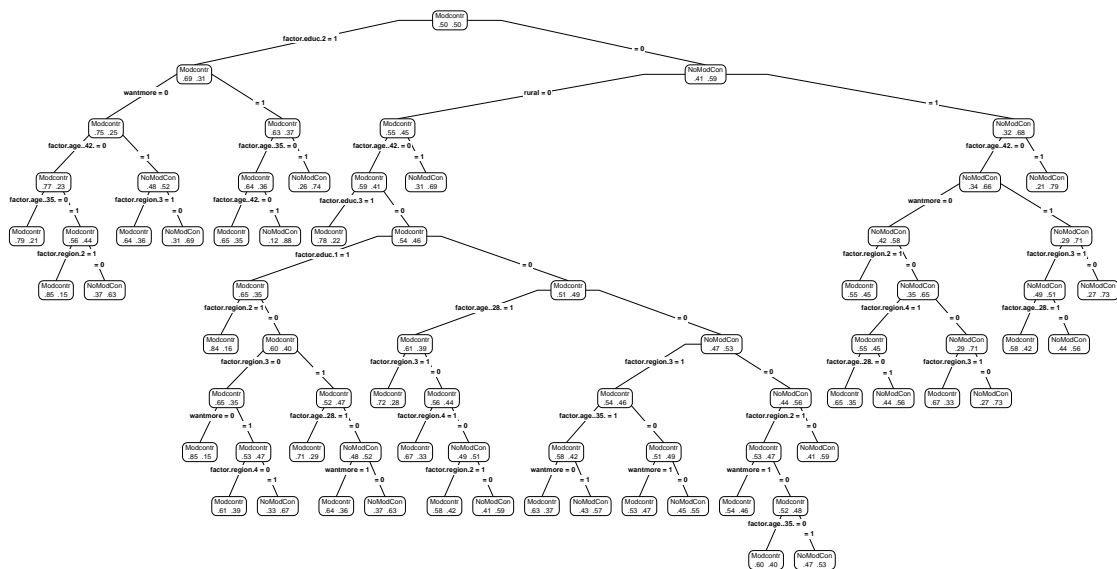 Modcontr
.50 .50
factor.educ.2 = 1
= 0
Modcontr
.69 .31
NoModCon
.41 .59
wantmore = 0
= 1
rural = 0
= 1
Modcontr
.75 .25
Modcontr
.63 .37
Modcontr
.55 .45
NoModCon
.32 .68
factor.age..42. = 0
= 1
factor.age..35. = 0
= 1
factor.age..42. = 0
= 1
factor.age..42. = 0
= 1
Modcontr
.77 .23
NoModCon
.48 .52
Modcontr
.64 .36
NoModCon
.26 .74
Modcontr
.59 .41
NoModCon
.31 .69
NoModCon
.34 .66
NoModCon
.21 .79
factor.age..35. = 0
= 1
factor.region.3 = 1
= 0
factor.age..42. = 0
= 1
factor.educ.3 = 1
= 0
wantmore = 0
= 1
Modcontr
.79 .21
Modcontr
.56 .44
Modcontr
.64 .36
NoModCon
.31 .69
Modcontr
.65 .35
NoModCon
.12 .88
Modcontr
.78 .22
Modcontr
.54 .46
NoModCon
.42 .58
NoModCon
.29 .71
factor.region.2 = 1
= 0
factor.educ.1 = 1
= 0
factor.region.2 = 1
= 0
factor.region.3 = 1
= 0
Modcontr
.85 .15
NoModCon
.37 .63
Modcontr
.65 .35
Modcontr
.51 .49
Modcontr
.55 .45
NoModCon
.35 .65
NoModCon
.49 .51
NoModCon
.27 .73
factor.region.2 = 1
= 0
factor.age..28. = 1
= 0
factor.region.4 = 1
= 0
factor.age..28. = 1
= 0
Modcontr
.84 .16
Modcontr
.60 .40
Modcontr
.61 .39
NoModCon
.47 .53
Modcontr
.55 .45
NoModCon
.29 .71
Modcontr
.58 .42
NoModCon
.44 .56
factor.region.3 = 0
= 1
factor.region.3 = 1
= 0
factor.region.3 = 1
= 0
factor.age..28. = 0
= 1
factor.region.3 = 1
= 0
Modcontr
.65 .35
Modcontr
.52 .47
Modcontr
.72 .28
Modcontr
.56 .44
Modcontr
.54 .46
NoModCon
.44 .56
Modcontr
.65 .35
NoModCon
.44 .56
Modcontr
.67 .33
NoModCon
.27 .73
wantmore = 0
= 1
factor.age..28. = 1
= 0
factor.region.4 = 1
= 0
factor.age..35. = 1
= 0
factor.region.2 = 1
= 0
Modcontr
.85 .15
Modcontr
.53 .47
Modcontr
.71 .29
NoModCon
.48 .52
Modcontr
.67 .33
NoModCon
.49 .51
Modcontr
.58 .42
Modcontr
.51 .49
Modcontr
.53 .47
NoModCon
.41 .59
factor.region.4 = 0
= 1
wantmore = 1
= 0
factor.region.2 = 1
= 0
wantmore = 0
= 1
wantmore = 1
= 0
wantmore = 1
= 0
Modcontr
.61 .39
NoModCon
.33 .67
Modcontr
.64 .36
NoModCon
.37 .63
Modcontr
.58 .42
NoModCon
.41 .59
Modcontr
.63 .37
NoModCon
.43 .57
Modcontr
.53 .47
NoModCon
.45 .55
Modcontr
.54 .46
Modcontr
.52 .48
factor.age..35. = 0
= 1
Modcontr
.60 .40
NoModCon
.47 .53